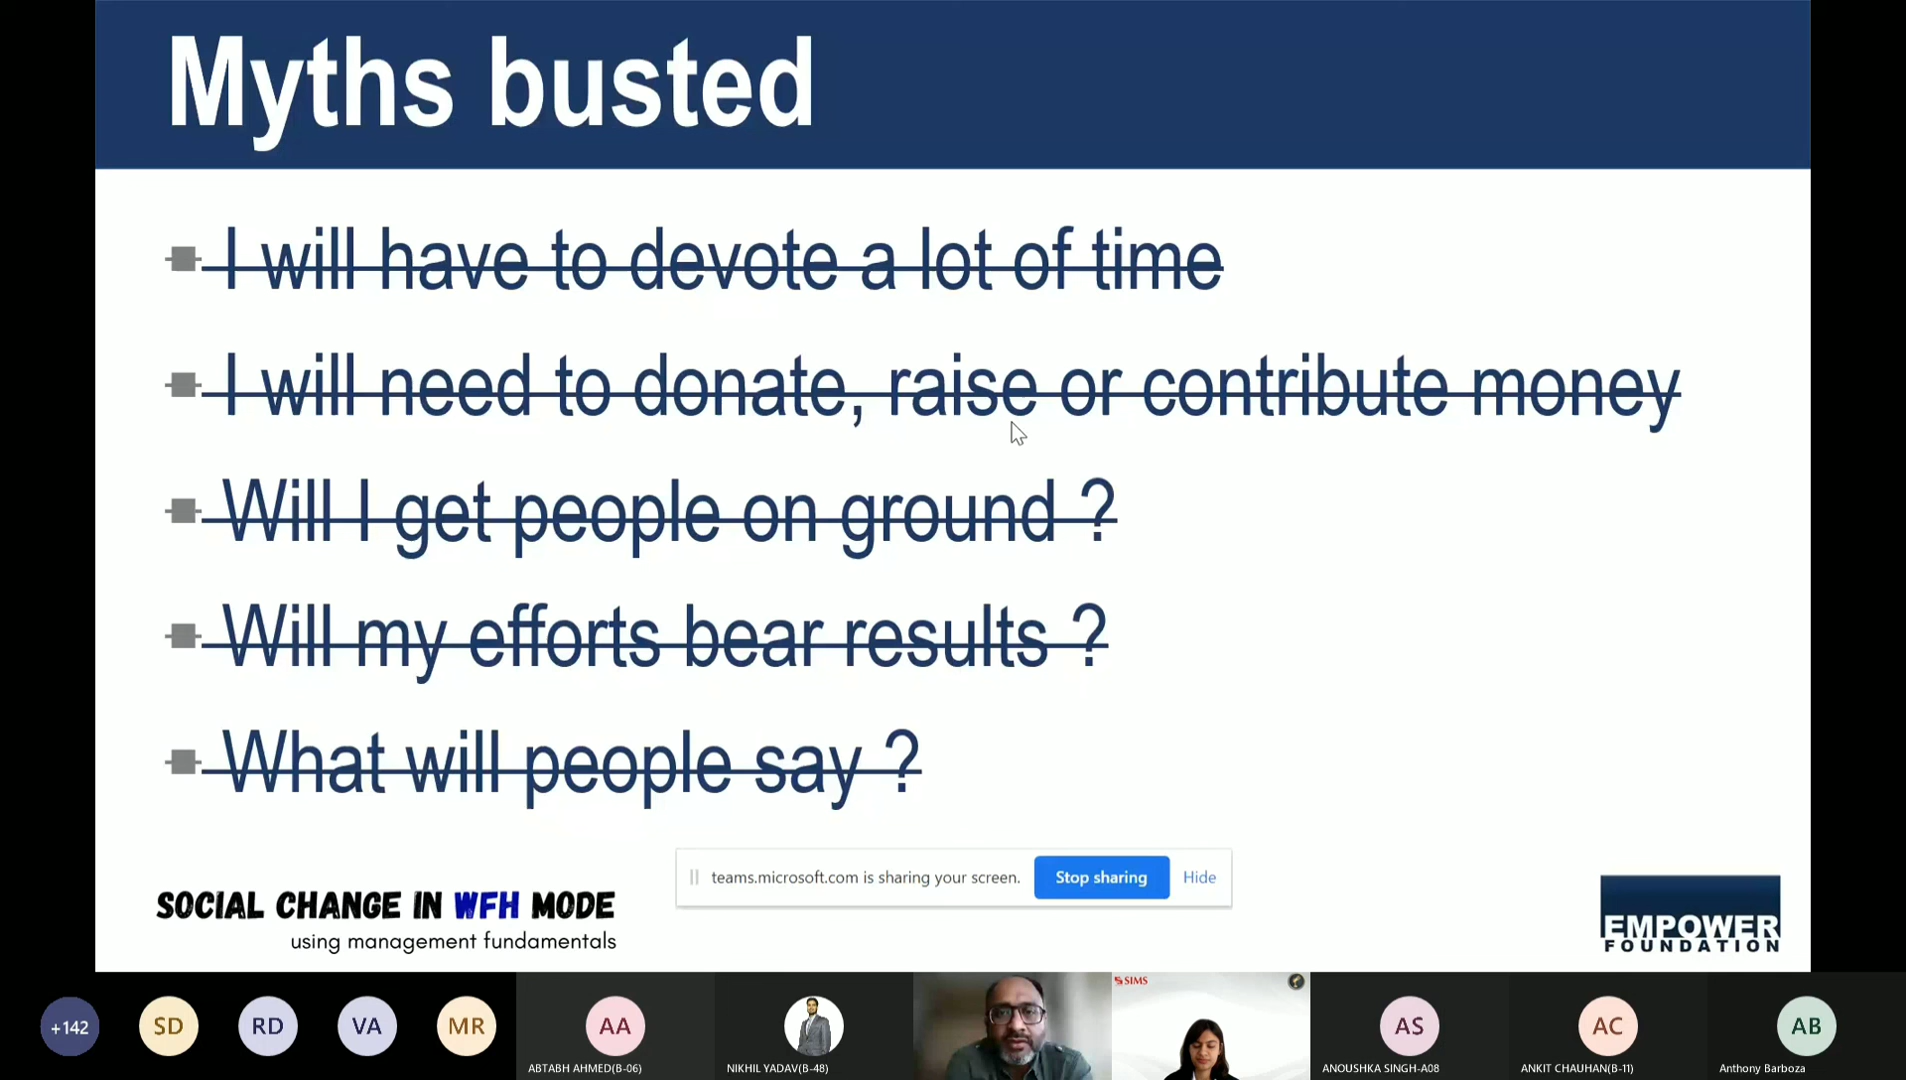 Myths busted
I will have to devote a lot of time
I will need to donate, raise or contribute money
Will I get people on ground ?
Will my efforts bear results ?
What will people say ?
teams.microsoft.com is sharing your screen. Stop sharing Hide
SOCIAL CHANGE IN WFH MODE
using management fundamentals
EMPOWER
FOUNDATION
SIMS
+142 SD RD VA MR AA AS AC AB
ABTABH AHMED(B-06) NIKHIL YADAV(B-48) ANOUSHKA SINGH-A08 ANKIT CHAUHAN(B-11) Anthony Barboza